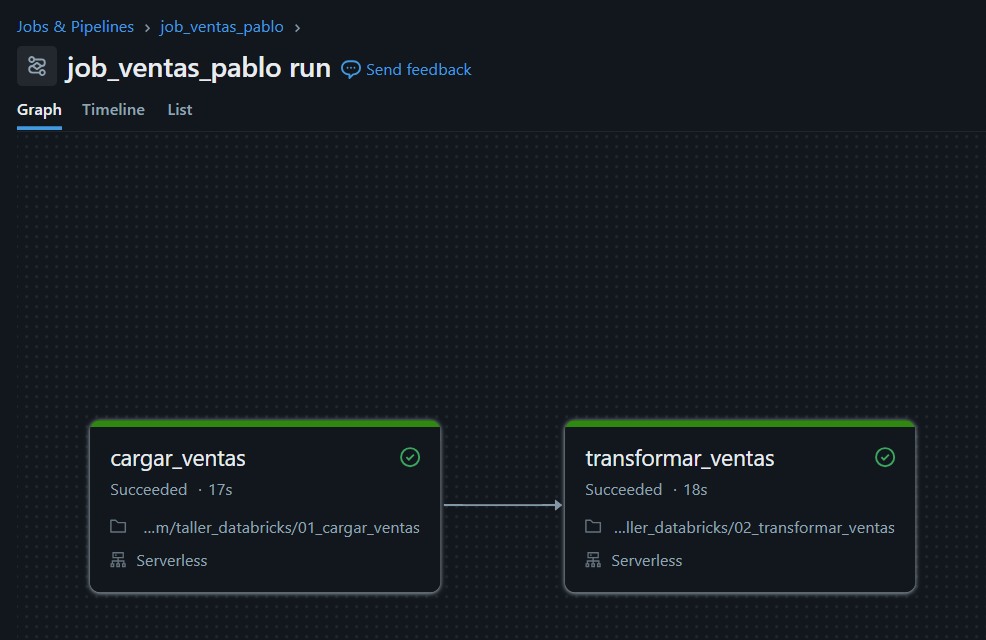 Jobs & Pipelines › job_ventas_pablo ›
job_ventas_pablo run Send feedback
Graph Timeline List
cargar_ventas
Succeeded · 17s
...m/taller_databricks/01_cargar_ventas
Serverless
transformar_ventas
Succeeded · 18s
...ller_databricks/02_transformar_ventas
Serverless